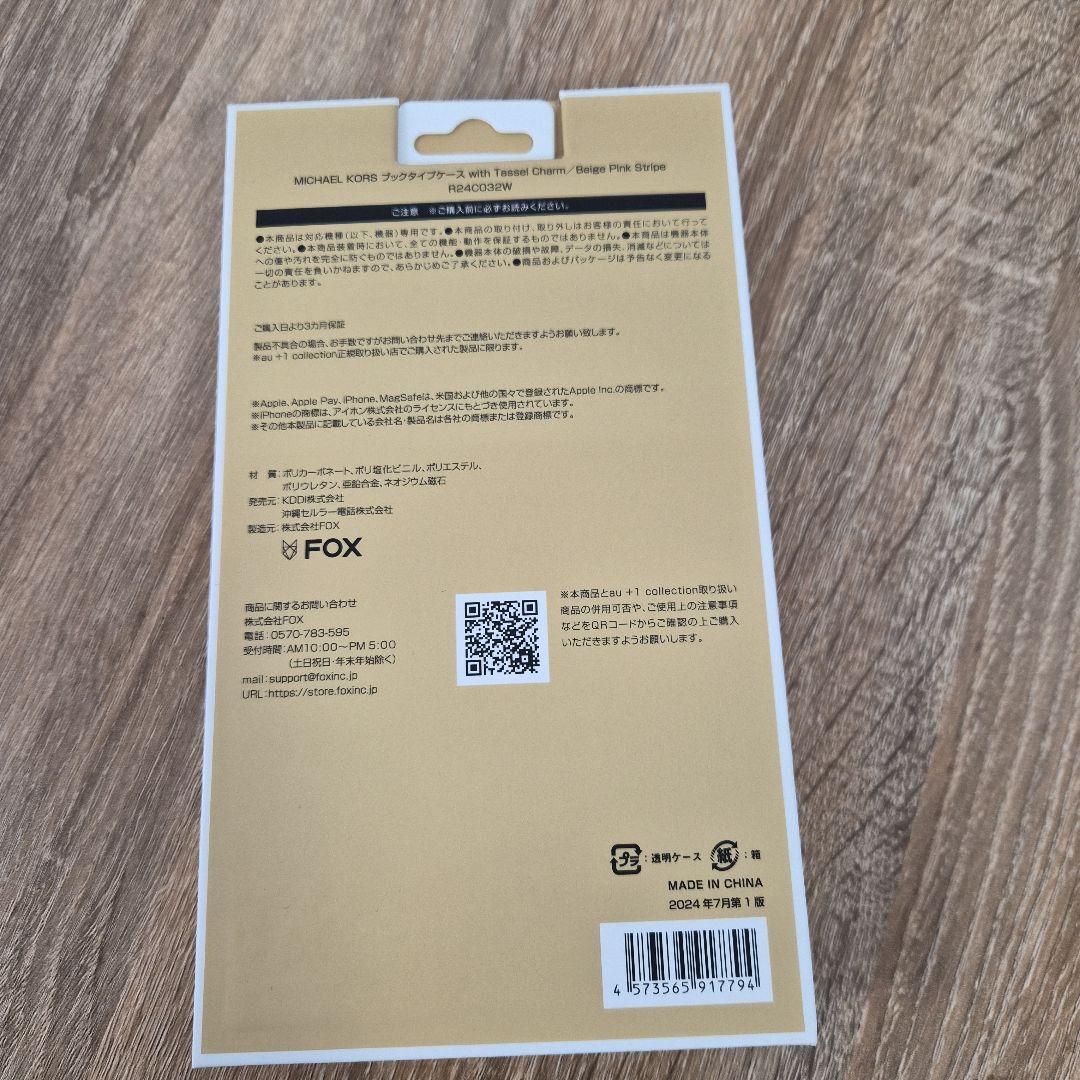 MICHAEL KORS ブックタイプケース with Tassel Charm／Beige Pink Stripe
R24C032W
ご注意 ※ご購入前に必ずお読みください。
●本商品は対応機種(以下、機器)専用です。●本商品の取り付け、取り外しはお客様の責任において行って
ください。●本商品装着時において、全ての機能・動作を保証するものではありません。●本商品は機器本体
への傷や汚れを完全に防ぐものではありません。●機器本体の破損や故障、データの損失、消滅などについては
一切の責任を負いかねますので、あらかじめご了承ください。●商品およびパッケージは予告なく変更になる
ことがあります。
ご購入日より3カ月保証
製品不具合の場合、お手数ですがお問い合わせ先までご連絡いただきますようお願い致します。
※au +1 collection正規取り扱い店でご購入された製品に限ります。
※Apple、Apple Pay、iPhone、MagSafeは、米国および他の国々で登録されたApple Inc.の商標です。
※iPhoneの商標は、アイホン株式会社のライセンスにもとづき使用されています。
※その他本製品に記載している会社名・製品名は各社の商標または登録商標です。
材 質：ポリカーボネート、ポリ塩化ビニル、ポリエステル、
ポリウレタン、亜鉛合金、ネオジウム磁石
発売元：KDDI株式会社
沖縄セルラー電話株式会社
製造元：株式会社FOX
FOX
商品に関するお問い合わせ
株式会社FOX
電話：0570-783-595
受付時間：AM10:00～PM 5:00
(土日祝日・年末年始除く)
mail：support@foxinc.jp
URL：https://store.foxinc.jp
※本商品とau +1 collection取り扱い
商品の併用可否や、ご使用上の注意事項
などをQRコードからご確認の上ご購入
いただきますようお願いします。
プラ：透明ケース 紙：箱
MADE IN CHINA
2024年7月第1版
4 573565 917794